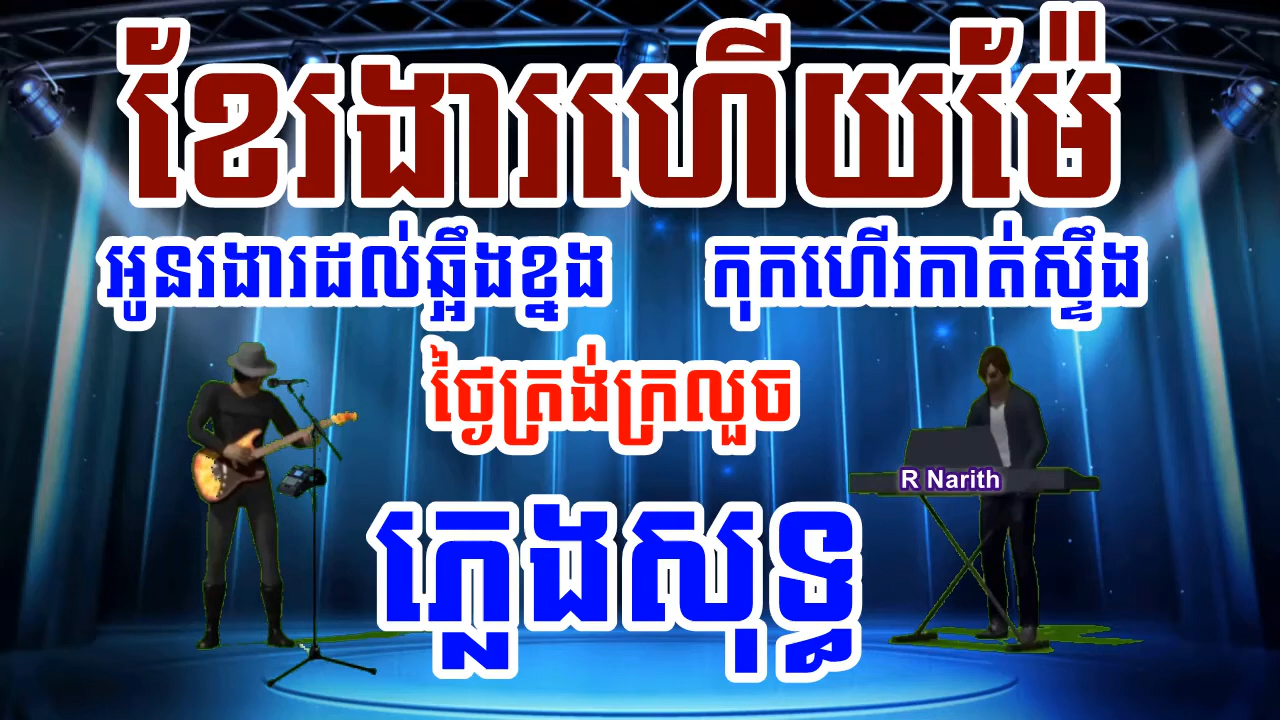 ខែរងារហើយម៉ែ
អូនរងារដល់ឆ្អឹងខ្នង កុកហើរកាត់ស្ទឹង
ថ្ងៃត្រង់ក្រលួច
R Narith
ភ្លេងសុទ្ធ